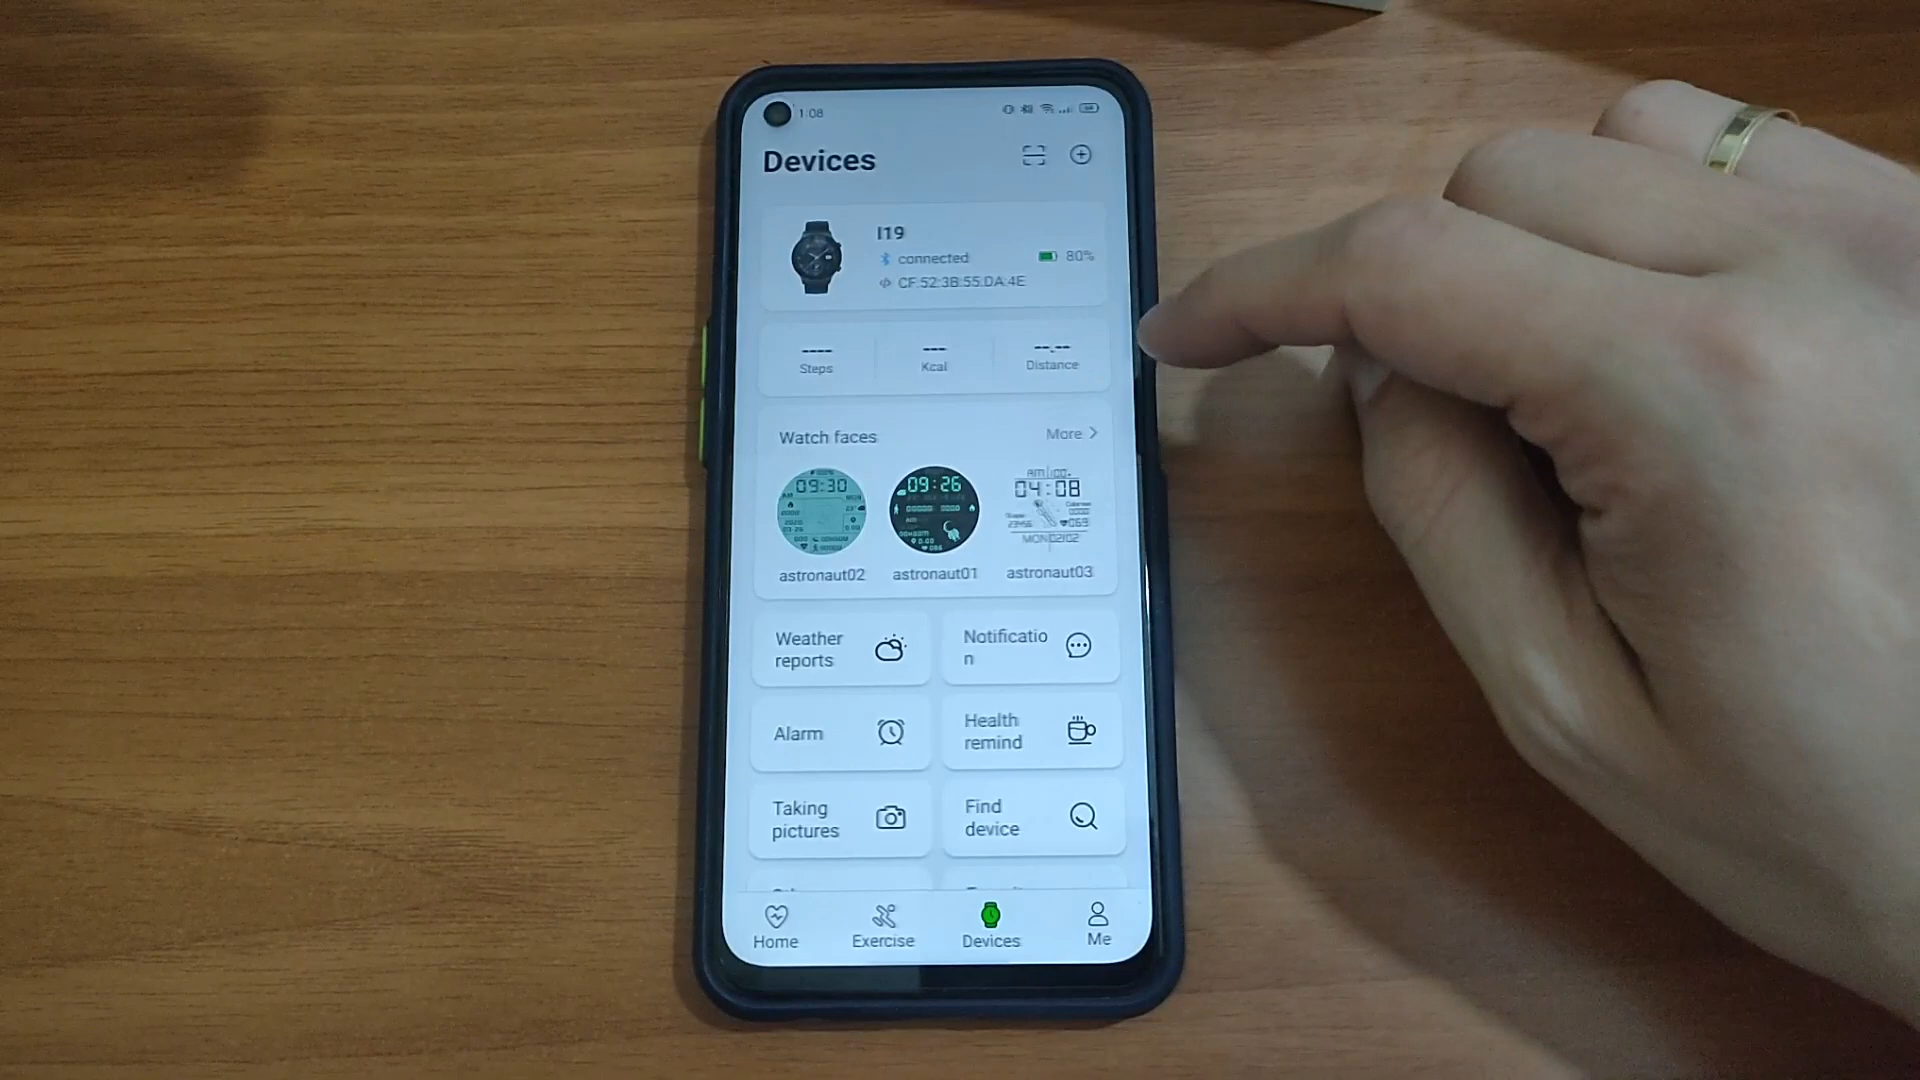 1:08
Devices
I19
connected
80%
CF:52:3B:55:DA:4E
---- --- --.--
Steps Kcal Distance
Watch faces More >
09:30 09:26 04:08
astronaut02 astronaut01 astronaut03
Weather
reports
Notificatio
n
Alarm
Health
remind
Taking
pictures
Find
device
Home Exercise Devices Me